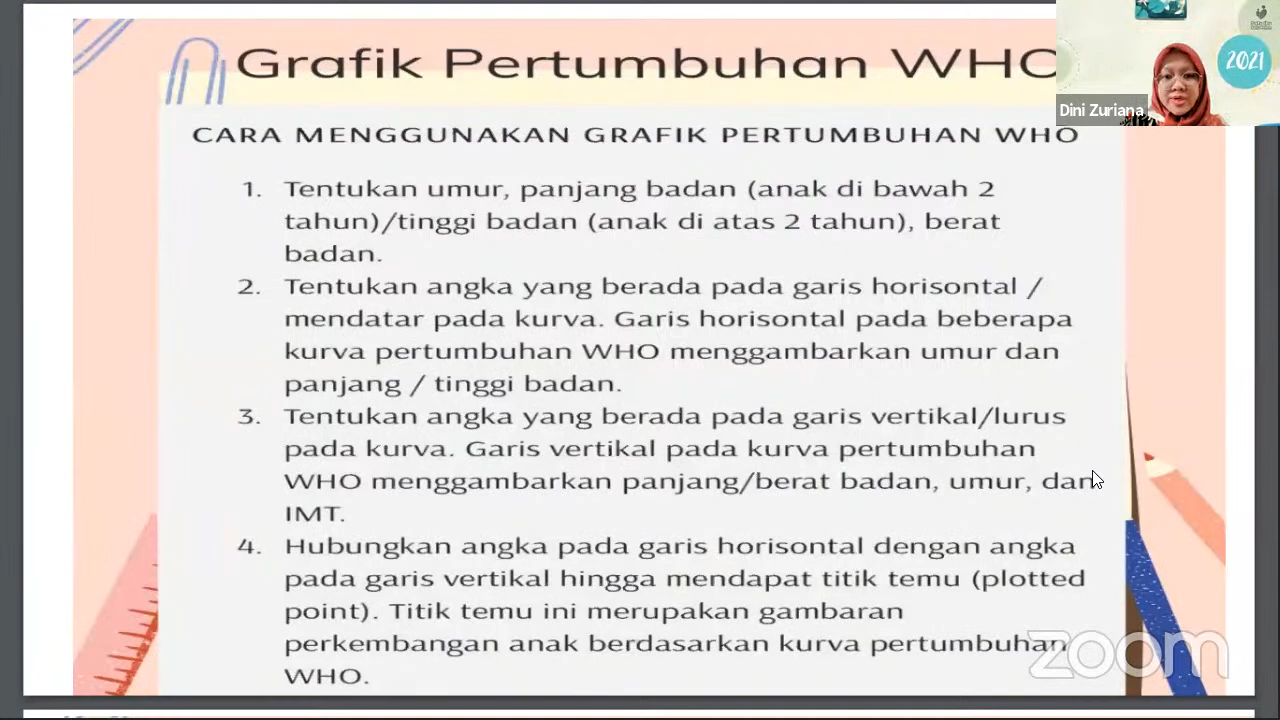 Grafik Pertumbuhan WHO
2021
Dini Zuriana
CARA MENGGUNAKAN GRAFIK PERTUMBUHAN WHO
1. Tentukan umur, panjang badan (anak di bawah 2
tahun)/tinggi badan (anak di atas 2 tahun), berat
badan.
2. Tentukan angka yang berada pada garis horisontal /
mendatar pada kurva. Garis horisontal pada beberapa
kurva pertumbuhan WHO menggambarkan umur dan
panjang / tinggi badan.
3. Tentukan angka yang berada pada garis vertikal/lurus
pada kurva. Garis vertikal pada kurva pertumbuhan
WHO menggambarkan panjang/berat badan, umur, dan
IMT.
4. Hubungkan angka pada garis horisontal dengan angka
pada garis vertikal hingga mendapat titik temu (plotted
point). Titik temu ini merupakan gambaran
perkembangan anak berdasarkan kurva pertumbuhan
WHO.
zoom